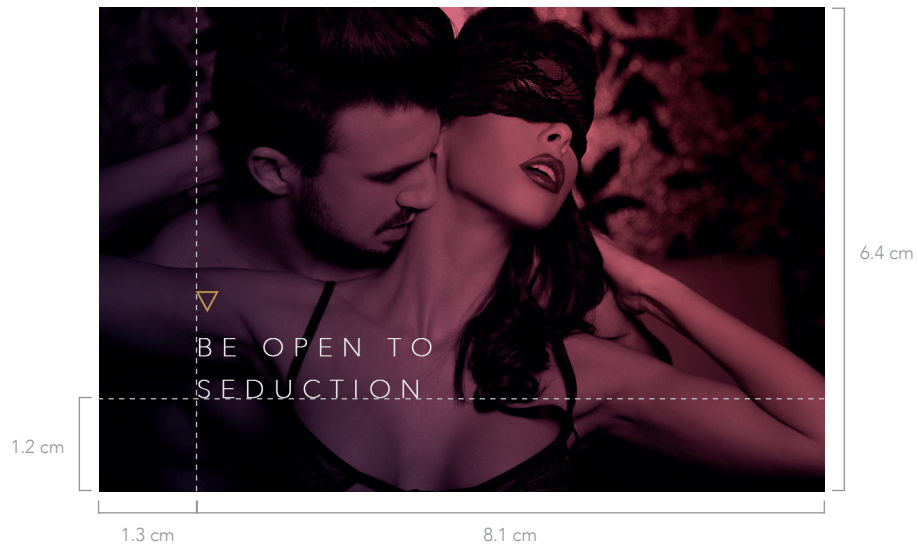 BE OPEN TO
SEDUCTION
6.4 cm
1.2 cm
1.3 cm
8.1 cm